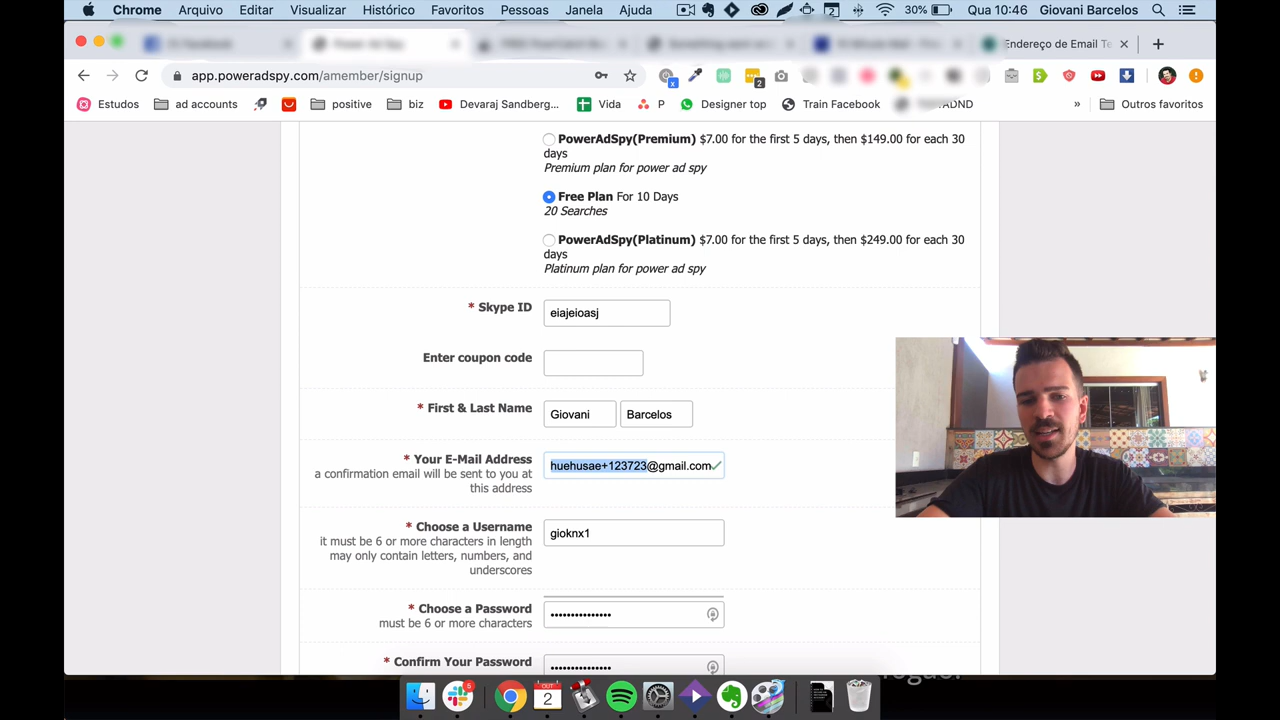 Chrome Arquivo Editar Visualizar Histórico Favoritos Pessoas Janela Ajuda 2 30% Qua 10:46 Giovani Barcelos
Endereço de Email Te
app.poweradspy.com/amember/signup
Estudos ad accounts positive biz Devaraj Sandberg... Vida P Designer top Train Facebook » Outros favoritos
PowerAdSpy(Premium) $7.00 for the first 5 days, then $149.00 for each 30
days
Premium plan for power ad spy
Free Plan For 10 Days
20 Searches
PowerAdSpy(Platinum) $7.00 for the first 5 days, then $249.00 for each 30
days
Platinum plan for power ad spy
* Skype ID eiajeioasj
Enter coupon code
* First & Last Name Giovani Barcelos
* Your E-Mail Address huehusae+123723@gmail.com
a confirmation email will be sent to you at
this address
* Choose a Username gioknx1
it must be 6 or more characters in length
may only contain letters, numbers, and
underscores
* Choose a Password ••••••••••••••
must be 6 or more characters
* Confirm Your Password ••••••••••••••
OCT
2
5